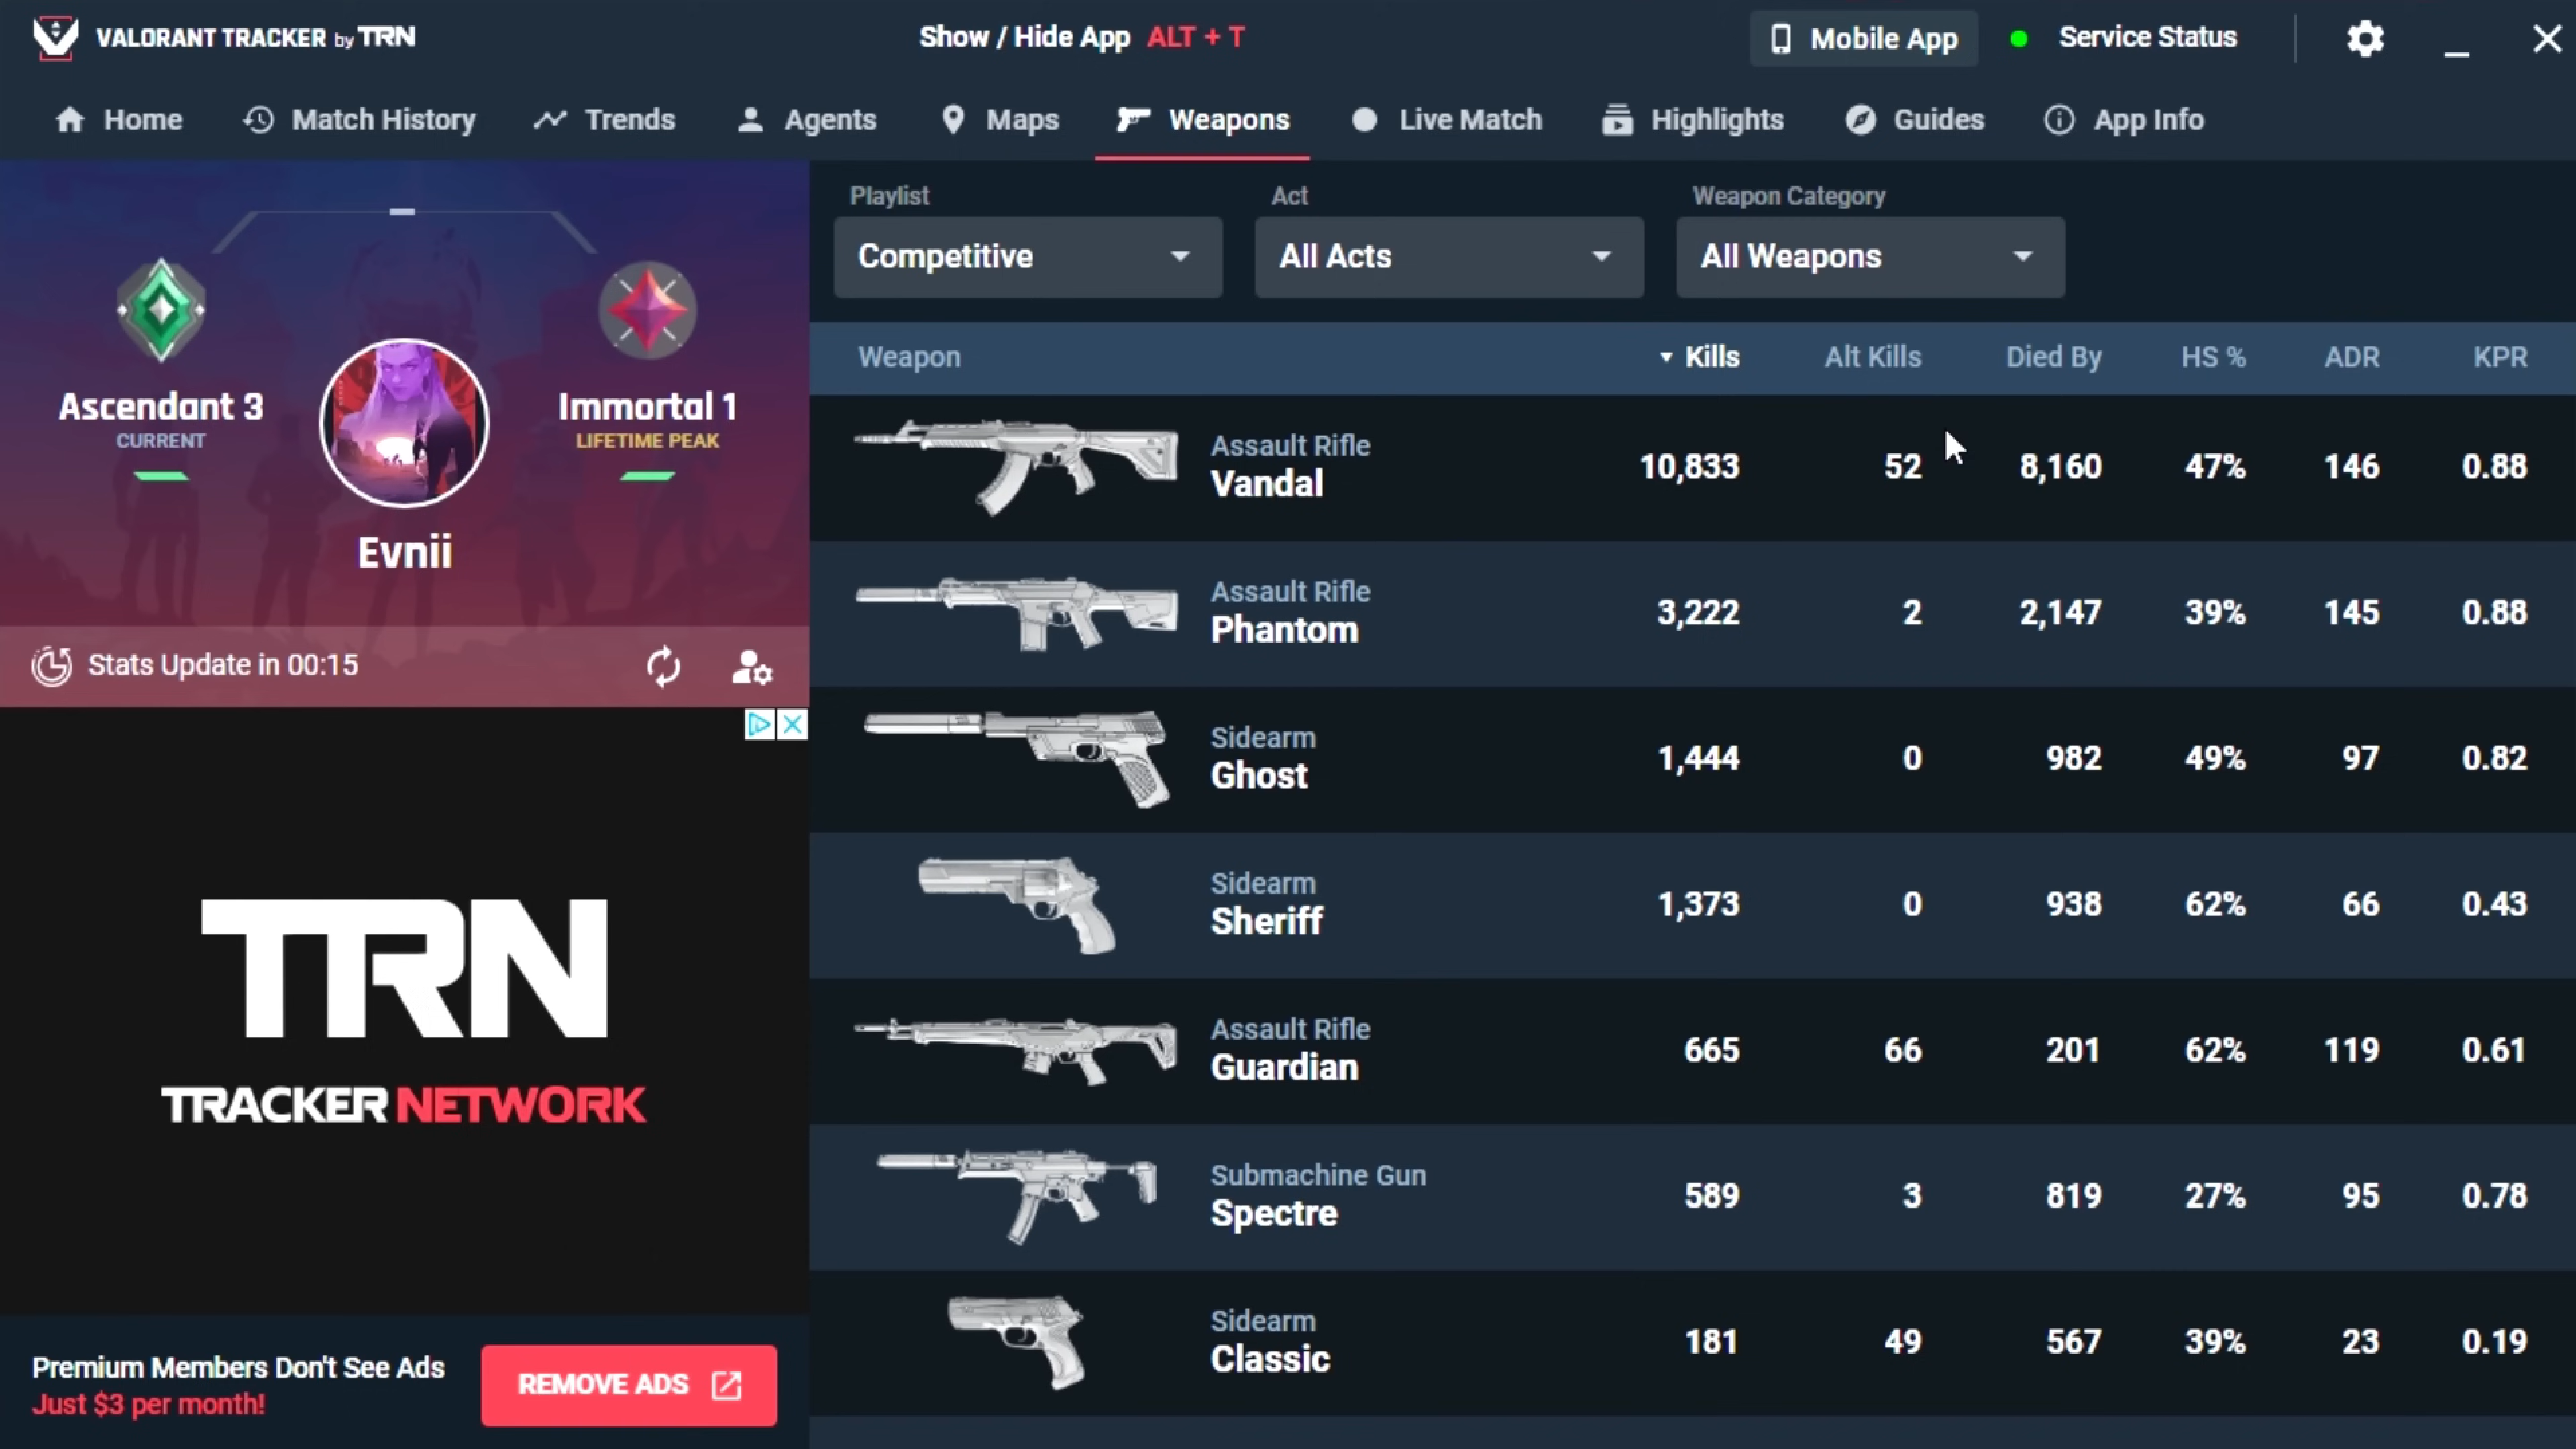 VALORANT TRACKER by TRN
Show / Hide App ALT + T
Mobile App
Service Status
Home
Match History
Trends
Agents
Maps
Weapons
Live Match
Highlights
Guides
App Info
Ascendant 3
CURRENT
Immortal 1
LIFETIME PEAK
Evnii
Stats Update in 00:15
TRN
TRACKER NETWORK
Premium Members Don't See Ads
Just $3 per month!
REMOVE ADS
Playlist Act Weapon Category
Competitive All Acts All Weapons
Weapon Kills Alt Kills Died By HS % ADR KPR
Assault Rifle
Vandal 10,833 52 8,160 47% 146 0.88
Assault Rifle
Phantom 3,222 2 2,147 39% 145 0.88
Sidearm
Ghost 1,444 0 982 49% 97 0.82
Sidearm
Sheriff 1,373 0 938 62% 66 0.43
Assault Rifle
Guardian 665 66 201 62% 119 0.61
Submachine Gun
Spectre 589 3 819 27% 95 0.78
Sidearm
Classic 181 49 567 39% 23 0.19